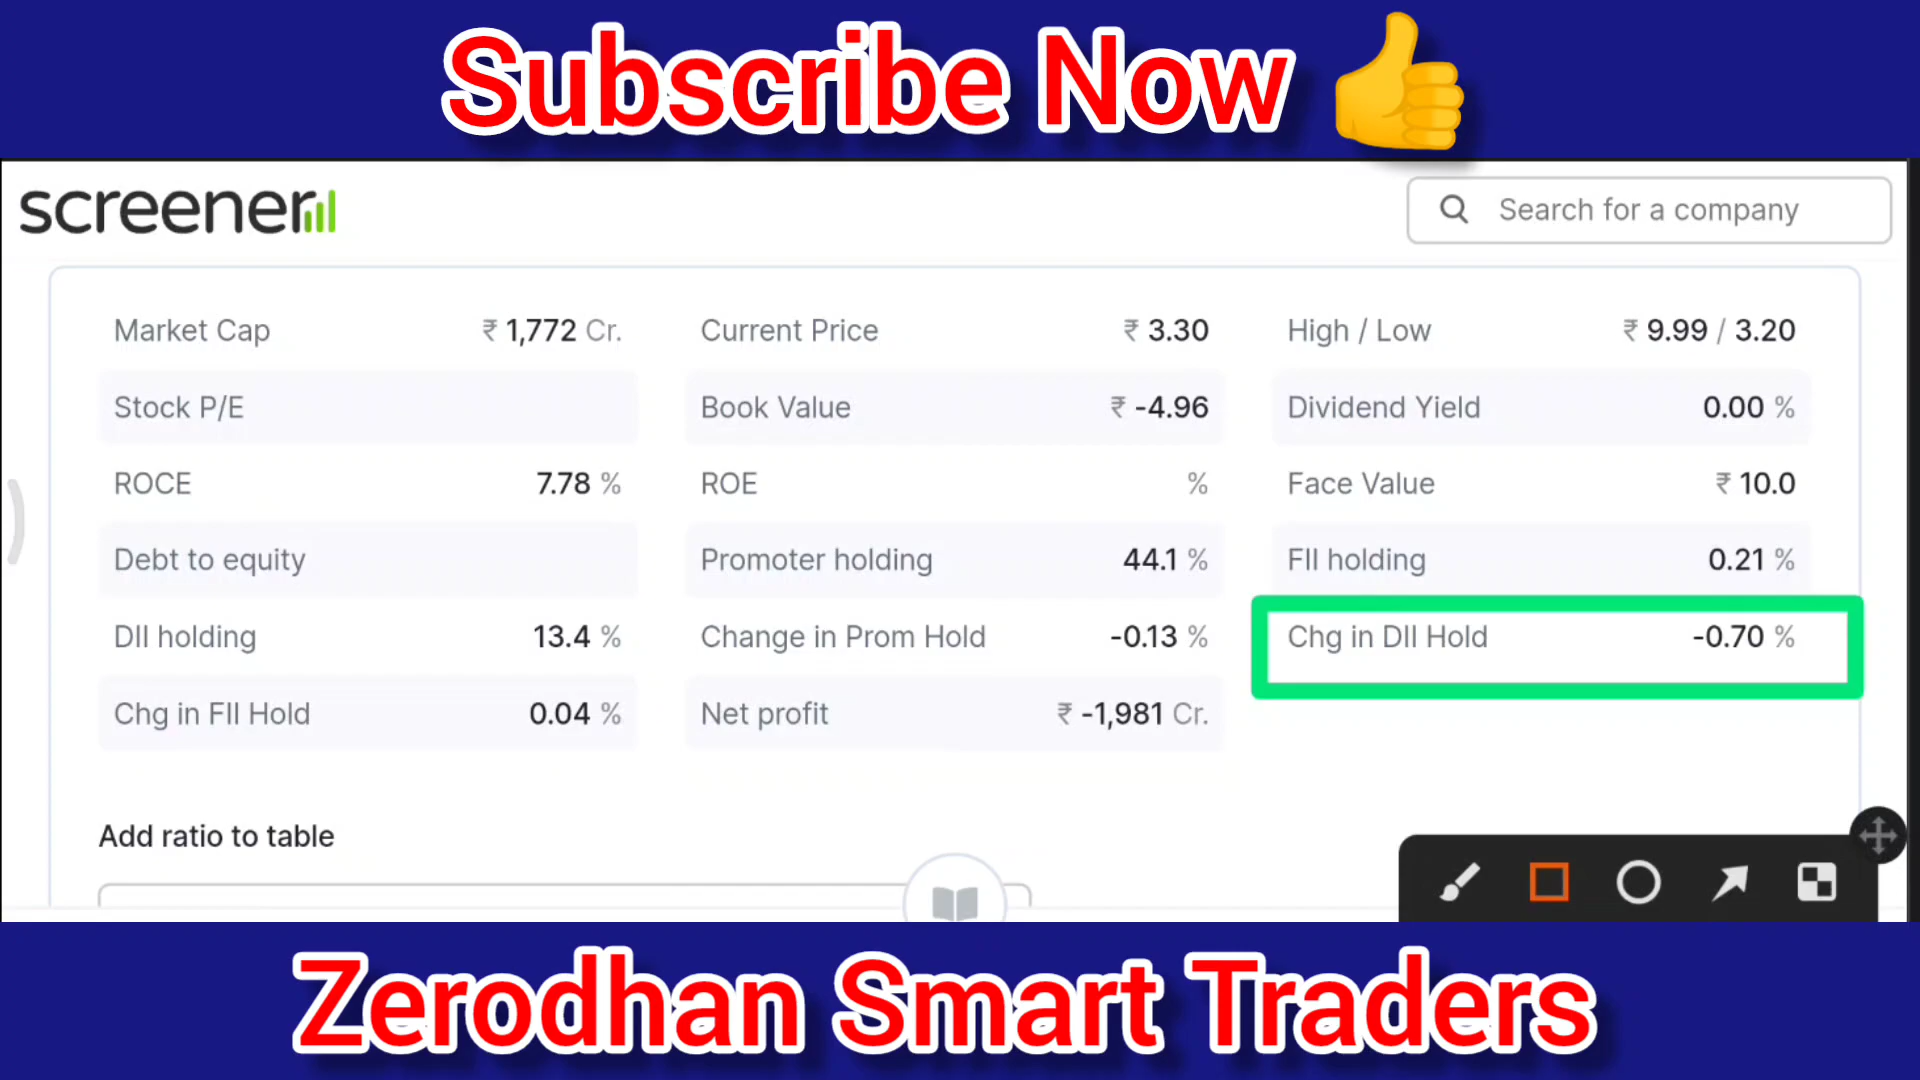 Subscribe Now
screener
Search for a company
Market Cap ₹ 1,772 Cr. Current Price ₹ 3.30 High / Low ₹ 9.99 / 3.20
Stock P/E Book Value ₹ -4.96 Dividend Yield 0.00 %
ROCE 7.78 % ROE % Face Value ₹ 10.0
Debt to equity Promoter holding 44.1 % FII holding 0.21 %
DII holding 13.4 % Change in Prom Hold -0.13 % Chg in DII Hold -0.70 %
Chg in FII Hold 0.04 % Net profit ₹ -1,981 Cr.
Add ratio to table
Zerodhan Smart Traders